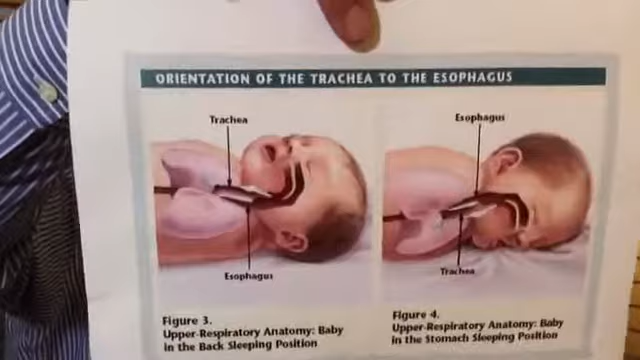 ORIENTATION OF THE TRACHEA TO THE ESOPHAGUS
Trachea
Esophagus
Figure 3.
Upper-Respiratory Anatomy: Baby
in the Back Sleeping Position
Esophagus
Trachea
Figure 4.
Upper-Respiratory Anatomy: Baby
in the Stomach Sleeping Position